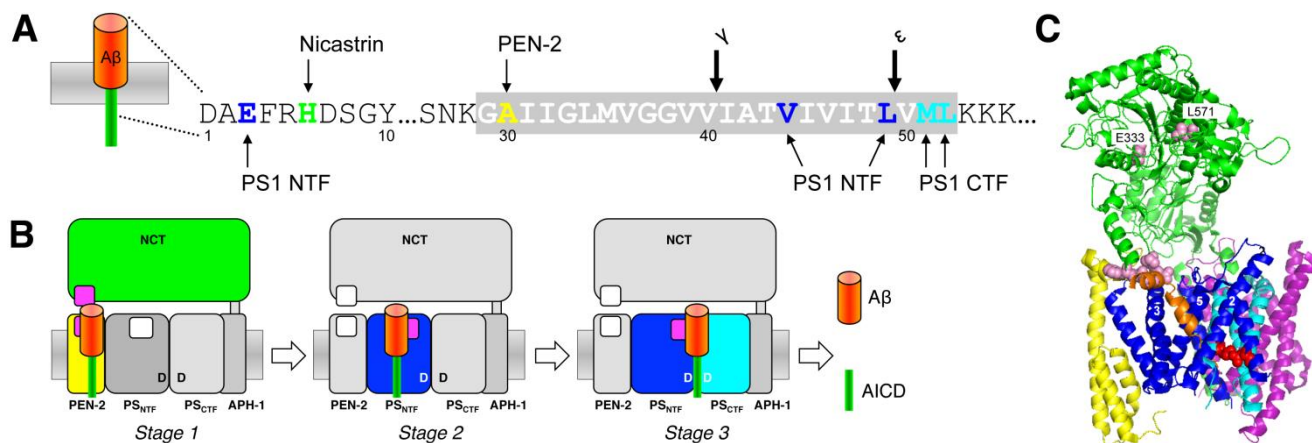 A
Aβ
Nicastrin
PEN-2
γ
ε
DAEFRHDSGY...SNKGAIIGLMVGGVVIATVIVITLVMLKKK...
1 10 30 40 50
PS1 NTF
PS1 NTF
PS1 CTF
B
NCT
D D
PEN-2 PSNTF PSCTF APH-1
Stage 1
NCT
D D
PEN-2 PSNTF PSCTF APH-1
Stage 2
NCT
D D
PEN-2 PSNTF PSCTF APH-1
Stage 3
Aβ
AICD
C
L571
E333
5 2
3